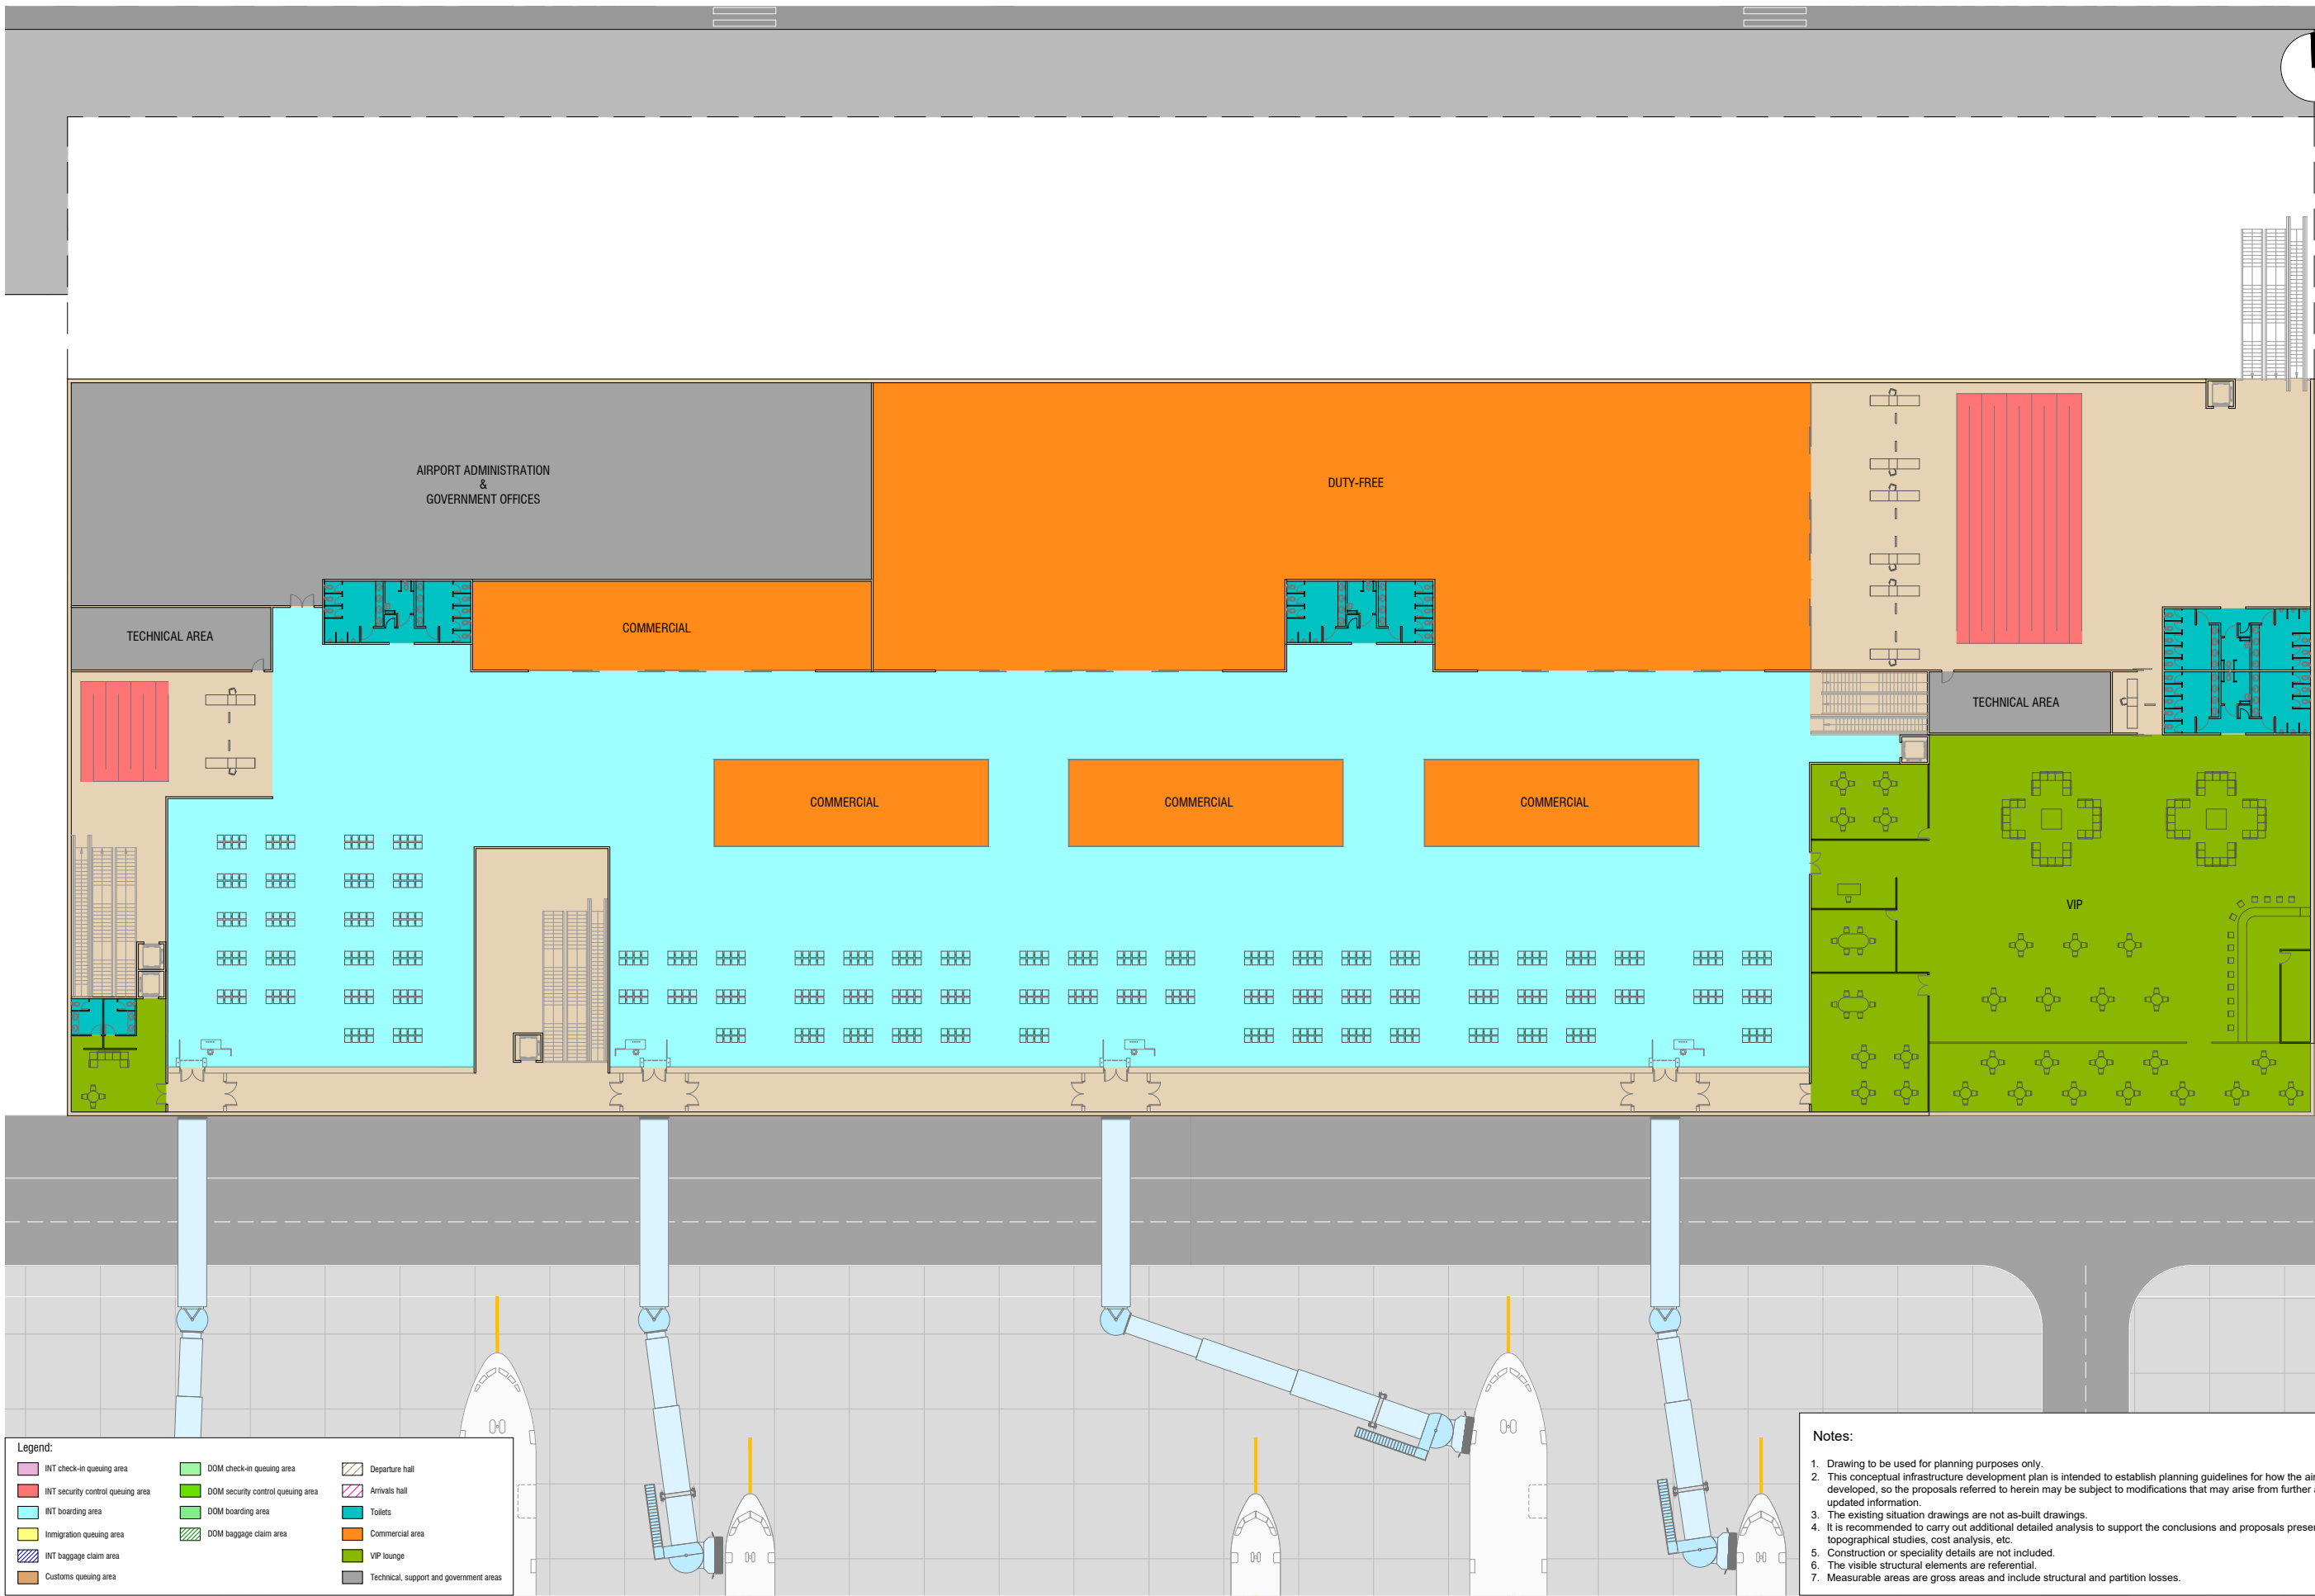 AIRPORT ADMINISTRATION
&
GOVERNMENT OFFICES
DUTY-FREE
TECHNICAL AREA
COMMERCIAL
TECHNICAL AREA
COMMERCIAL
COMMERCIAL
COMMERCIAL
VIP
Legend:
INT check-in queuing area
INT security control queuing area
INT boarding area
Inmigration queuing area
INT baggage claim area
Customs queuing area
DOM check-in queuing area
DOM security control queuing area
DOM boarding area
DOM baggage claim area
Departure hall
Arrivals hall
Toilets
Commercial area
VIP lounge
Technical, support and government areas
Notes:
1. Drawing to be used for planning purposes only.
2. This conceptual infrastructure development plan is intended to establish planning guidelines for how the
developed, so the proposals referred to herein may be subject to modifications that may arise from further
updated information.
3. The existing situation drawings are not as-built drawings.
4. It is recommended to carry out additional detailed analysis to support the conclusions and proposals
topographical studies, cost analysis, etc.
5. Construction or speciality details are not included.
6. The visible structural elements are referential.
7. Measurable areas are gross areas and include structural and partition losses.